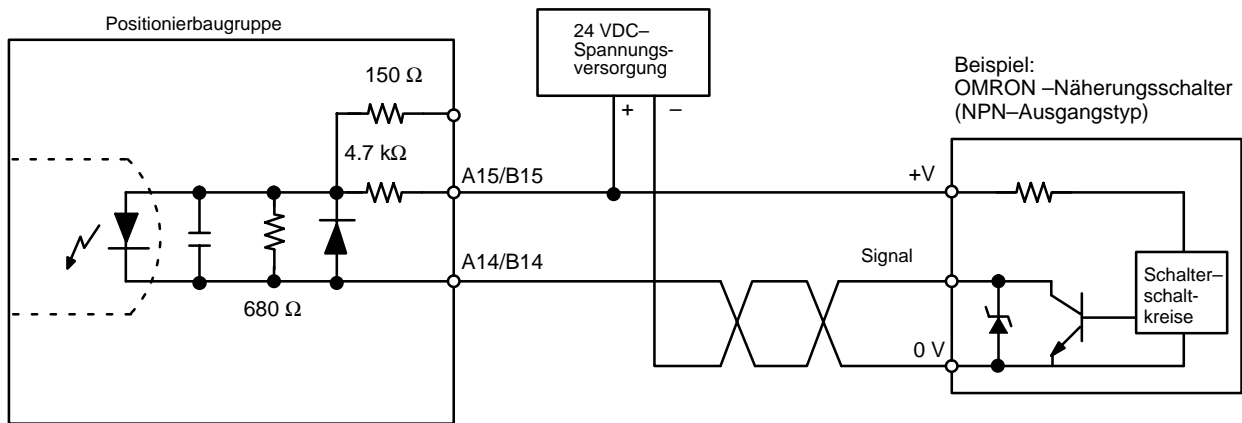 Positionierbaugruppe
24 VDC–
Spannungs-
versorgung
+
–
Beispiel:
OMRON –Näherungsschalter
(NPN–Ausgangstyp)
150 Ω
4.7 kΩ
A15/B15
+V
A14/B14
Signal
680 Ω
Schalter–
schalt-
kreise
0 V